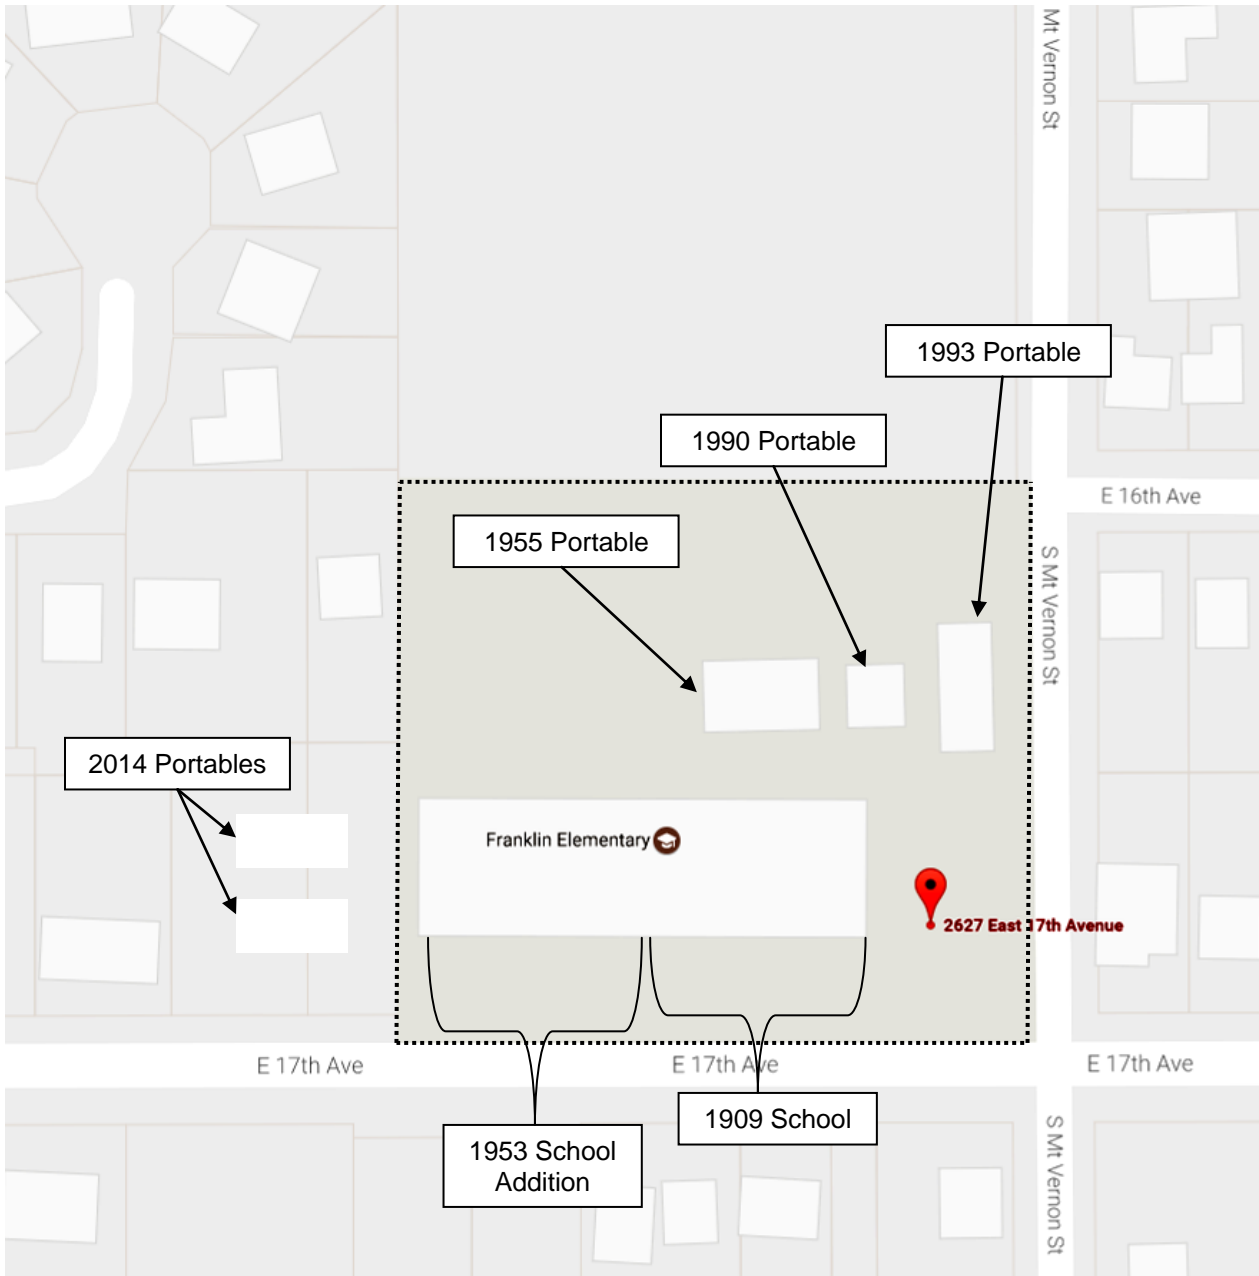 Mt Vernon St
1993 Portable
1990 Portable
E 16th Ave
1955 Portable
S Mt Vernon St
2014 Portables
Franklin Elementary
2627 East 17th Avenue
E 17th Ave
E 17th Ave
E 17th Ave
1909 School
1953 School
Addition
S Mt Vernon St